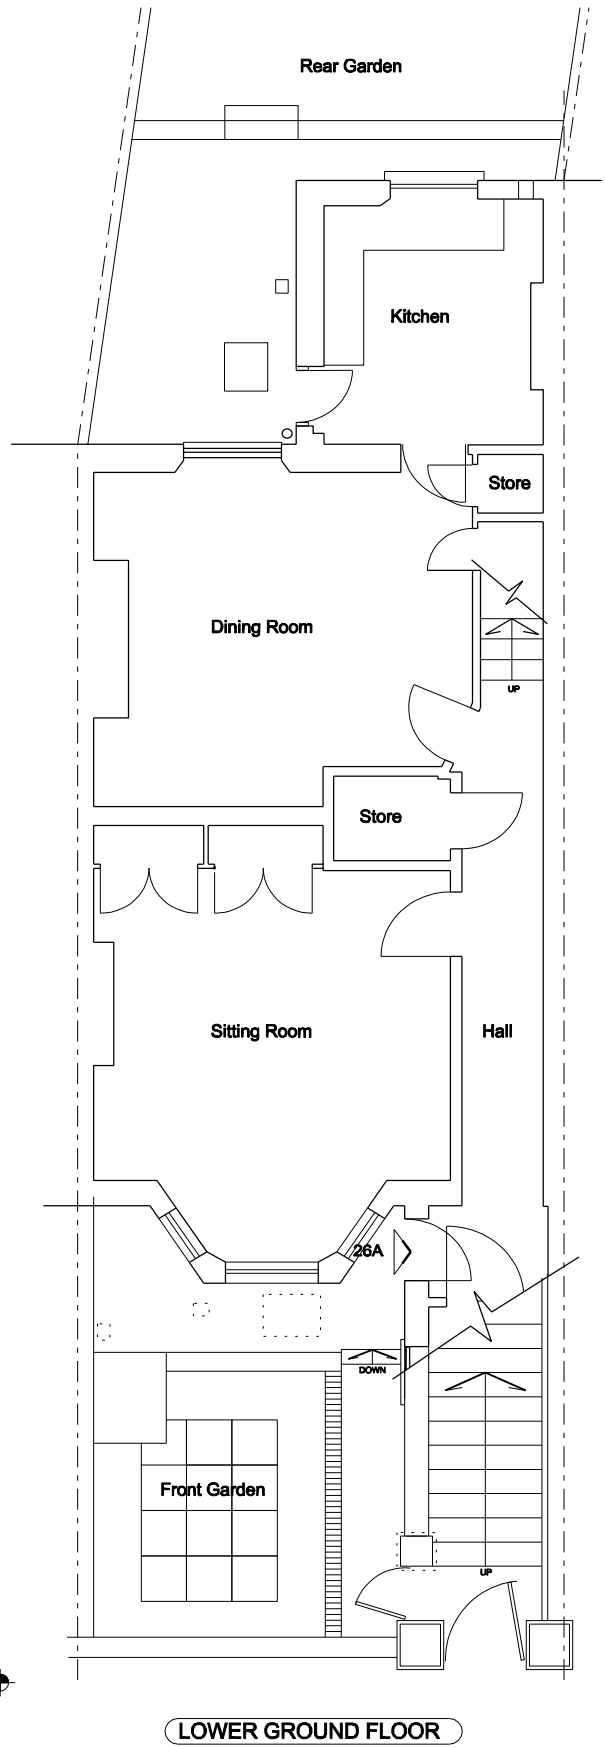 Rear Garden
Kitchen
Store
Dining Room
UP
Store
Sitting Room
Hall
26A
DOWN
Front Garden
UP
LOWER GROUND FLOOR